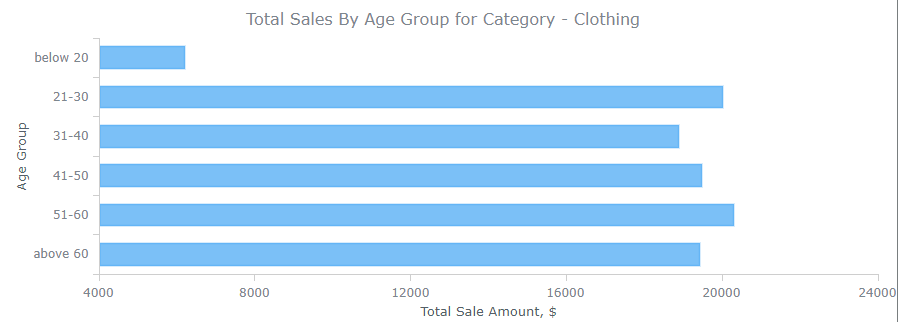 Total Sales By Age Group for Category - Clothing
Age Group
below 20
21-30
31-40
41-50
51-60
above 60
4000 8000 12000 16000 20000 24000
Total Sale Amount, $